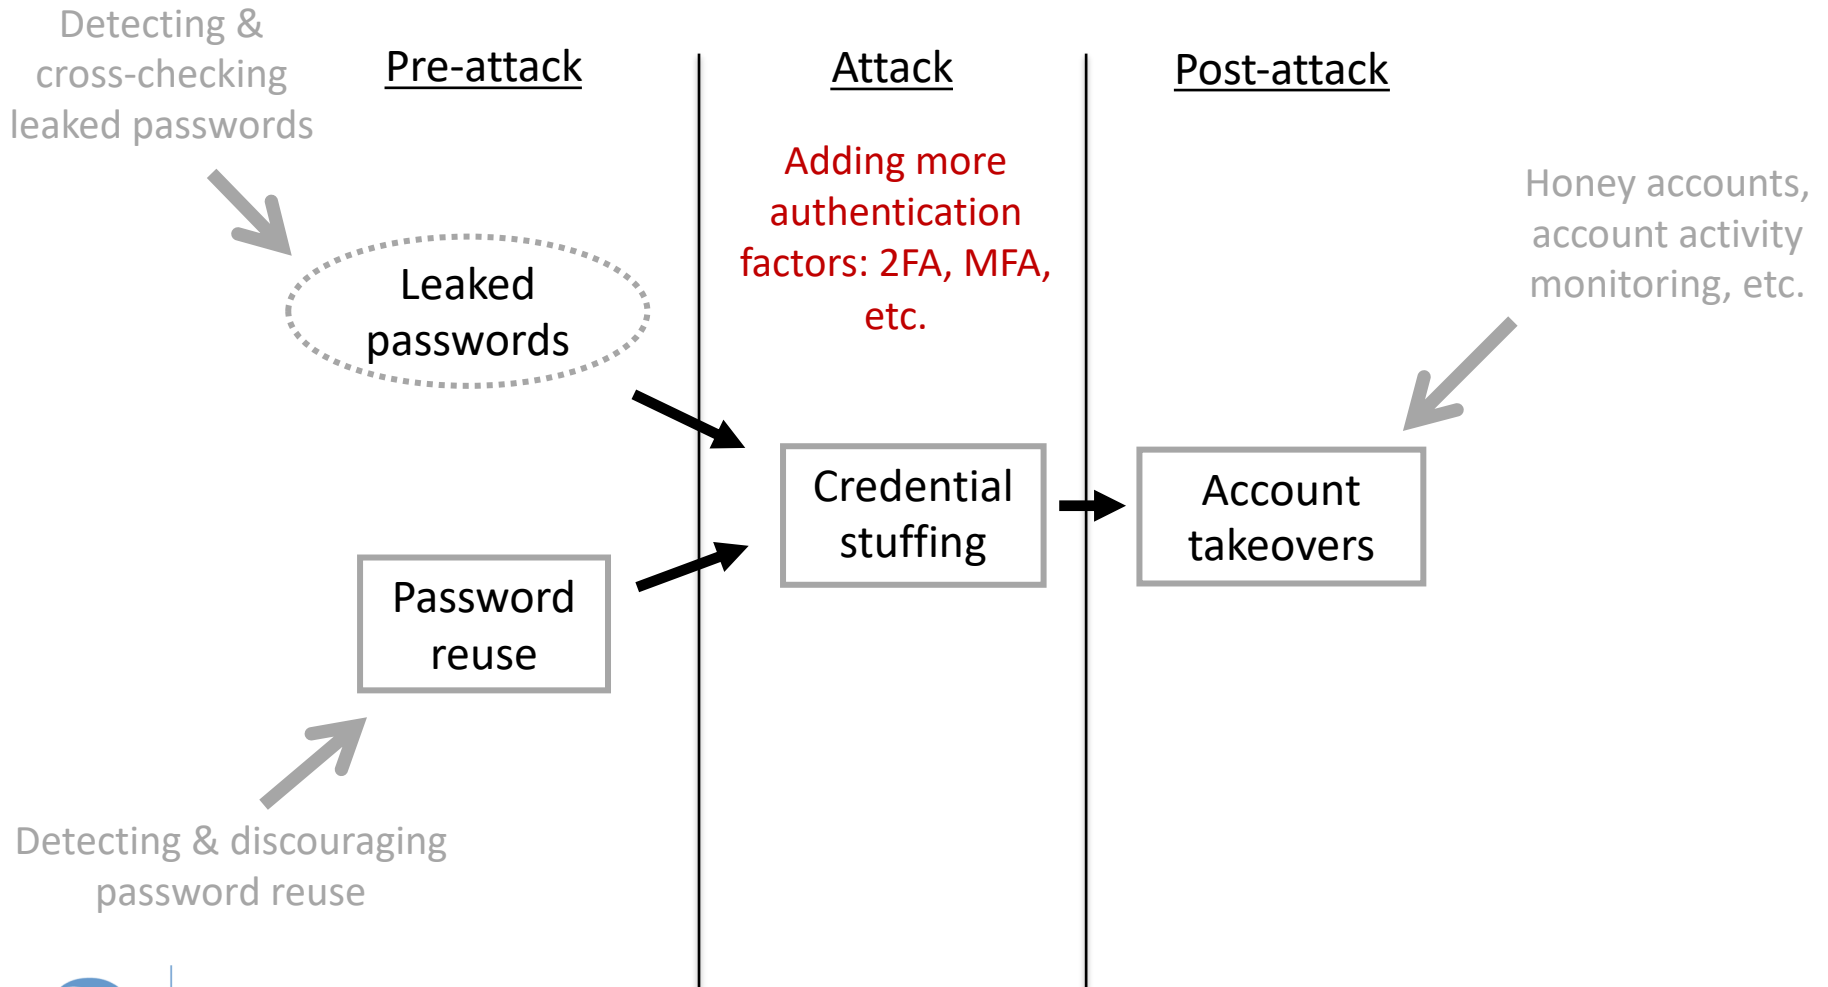 Detecting &
cross-checking
leaked passwords
Pre-attack
Attack
Post-attack
Adding more
authentication
factors: 2FA, MFA,
etc.
Honey accounts,
account activity
monitoring, etc.
Leaked
passwords
Credential
stuffing
Account
takeovers
Password
reuse
Detecting & discouraging
password reuse